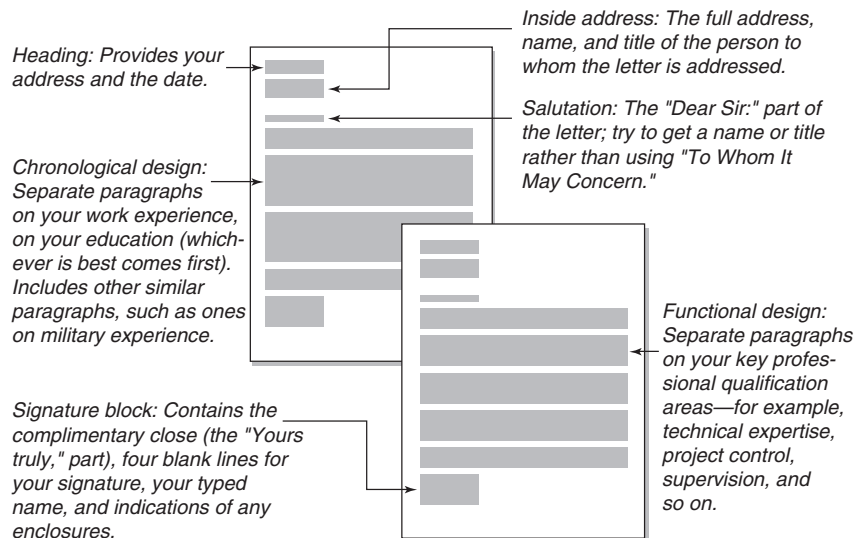 Heading: Provides your
address and the date.
Inside address: The full address,
name, and title of the person to
whom the letter is addressed.
Salutation: The "Dear Sir:" part of
the letter; try to get a name or title
rather than using "To Whom It
May Concern."
Chronological design:
Separate paragraphs
on your work experience,
on your education (which-
ever is best comes first).
Includes other similar
paragraphs, such as ones
on military experience.
Functional design:
Separate paragraphs
on your key profes-
sional qualification
areas—for example,
technical expertise,
project control,
supervision, and
so on.
Signature block: Contains the
complimentary close (the "Yours
truly," part), four blank lines for
your signature, your typed
name, and indications of any
enclosures.